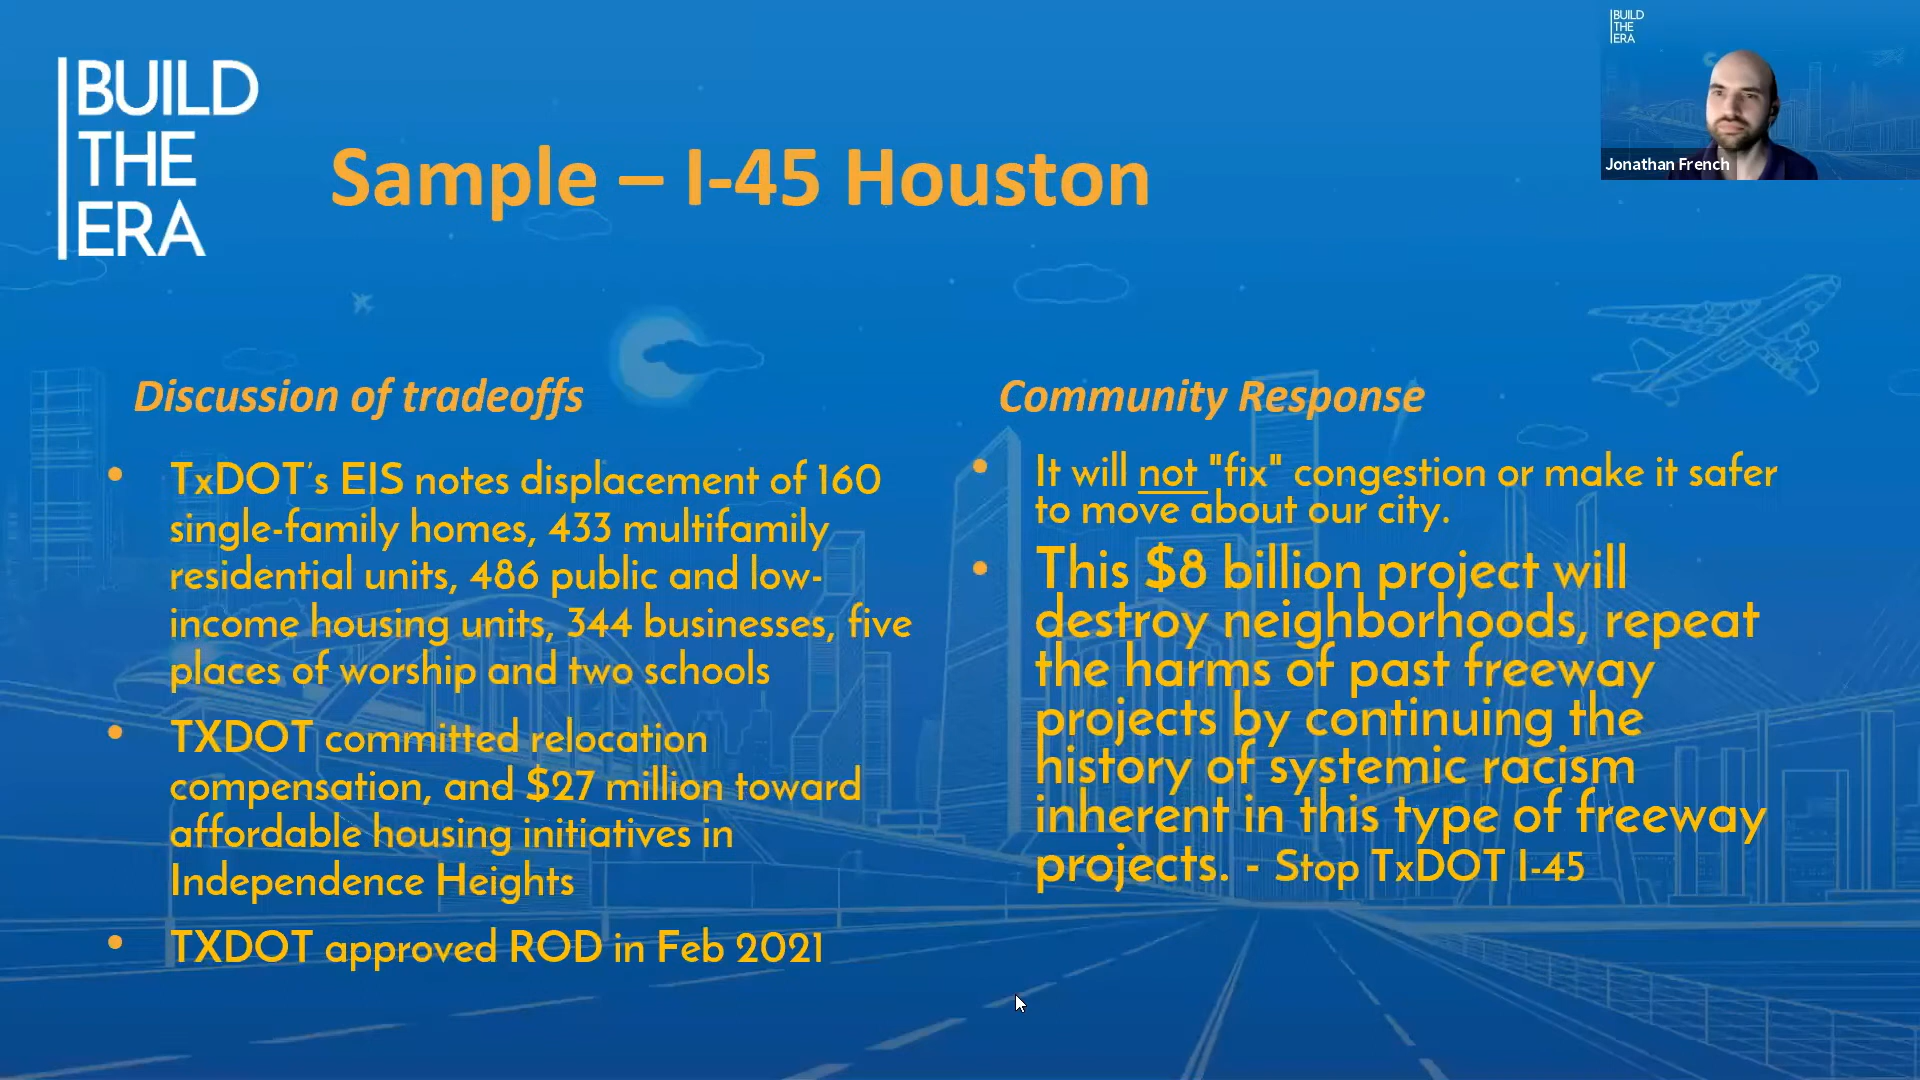 BUILD
THE
ERA
Sample – I-45 Houston
BUILD
THE
ERA
Jonathan French
Discussion of tradeoffs
• TxDOT's EIS notes displacement of 160
single-family homes, 433 multifamily
residential units, 486 public and low-
income housing units, 344 businesses, five
places of worship and two schools
• TXDOT committed relocation
compensation, and $27 million toward
affordable housing initiatives in
Independence Heights
• TXDOT approved ROD in Feb 2021
Community Response
• It will not "fix" congestion or make it safer
to move about our city.
• This $8 billion project will
destroy neighborhoods, repeat
the harms of past freeway
projects by continuing the
history of systemic racism
inherent in this type of freeway
projects. - Stop TxDOT I-45